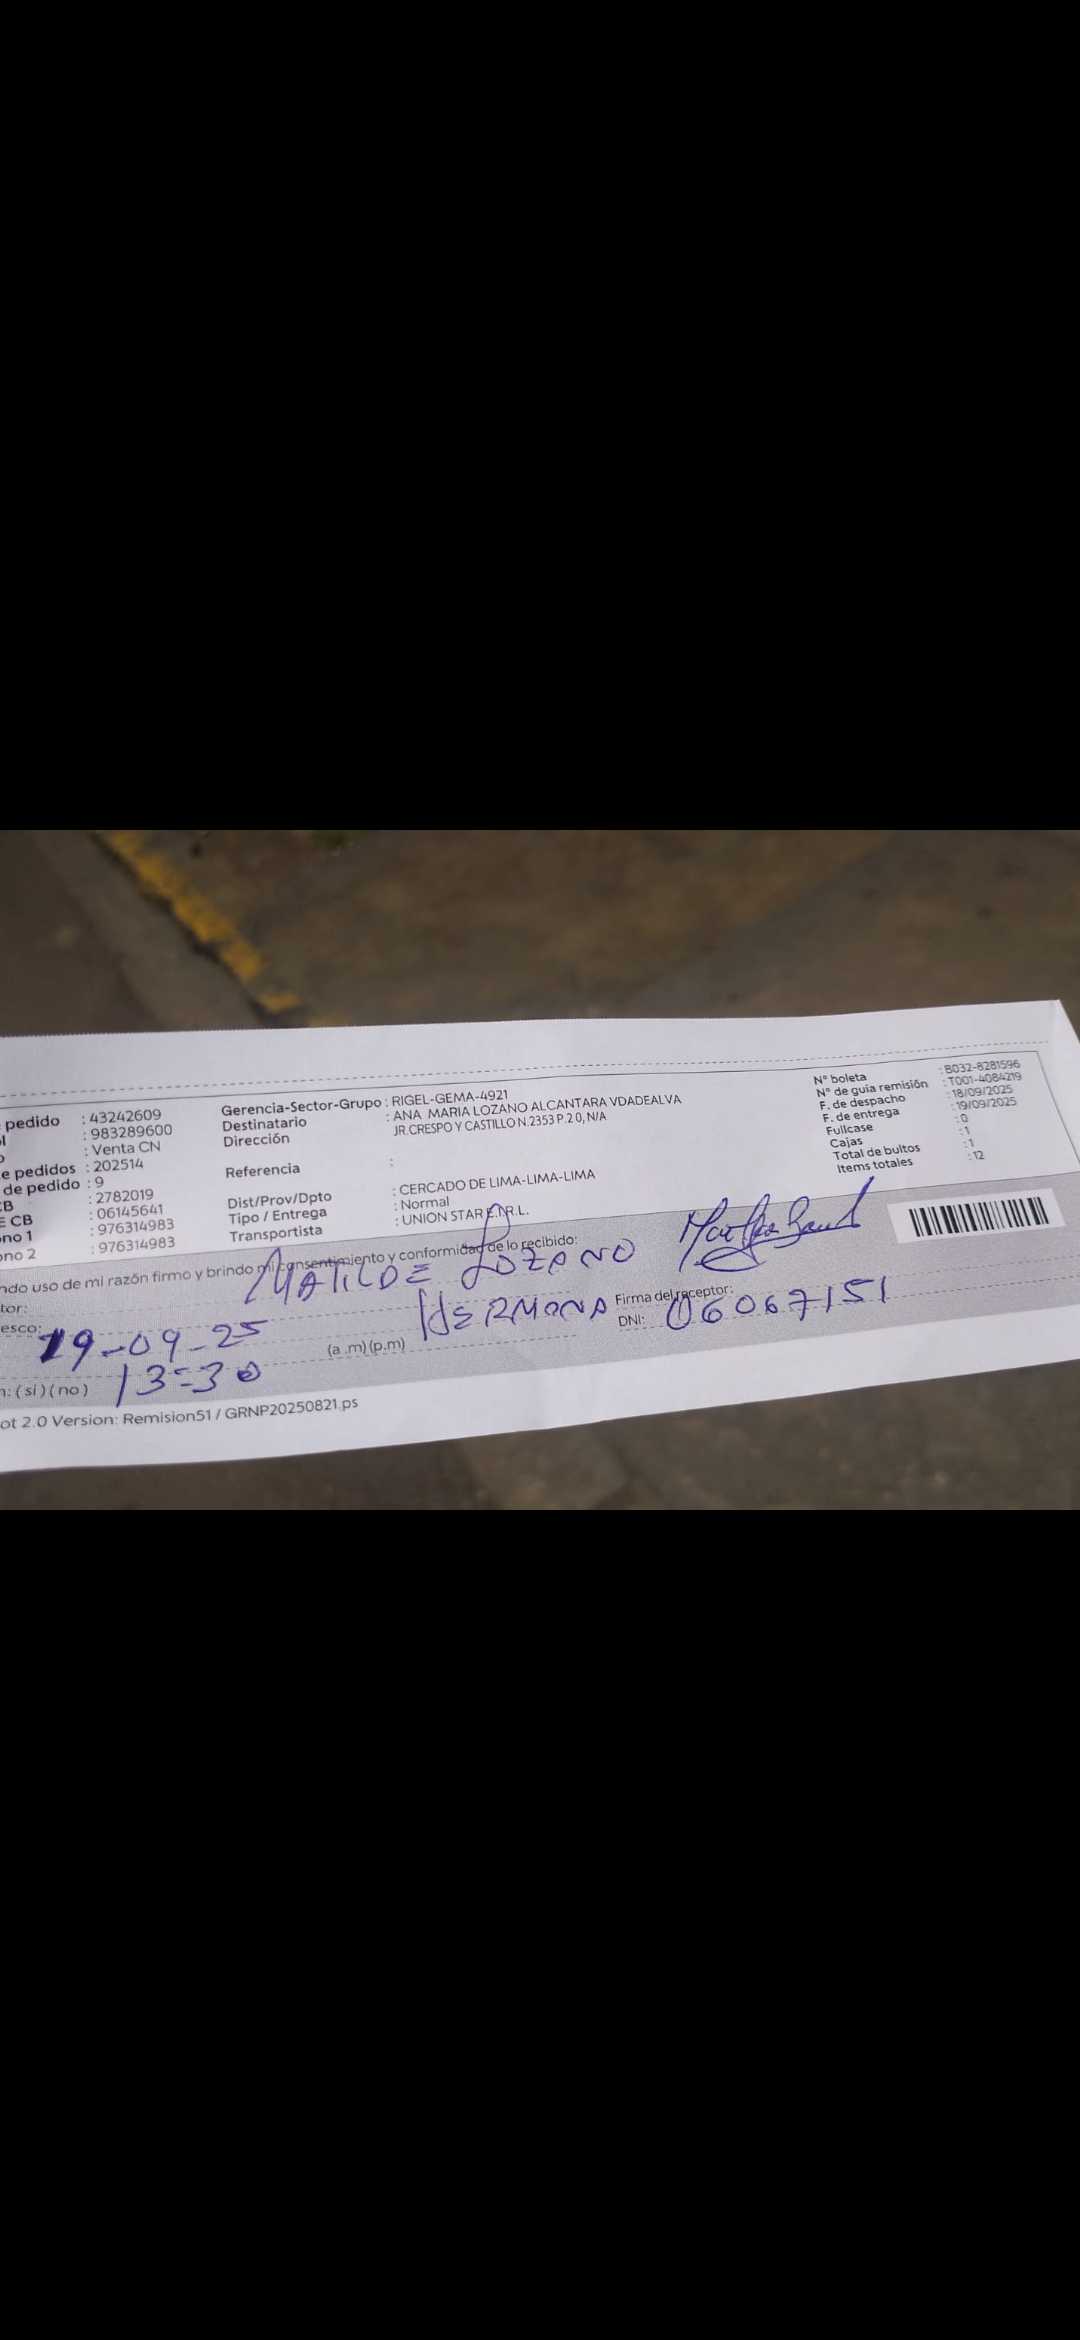 pedido : 43242609
: 983289600
: Venta CN
e pedidos : 202514
de pedido : 9
CB : 2782019
E CB : 06145641
ono 1 : 976314983
ono 2 : 976314983
Gerencia-Sector-Grupo : RIGEL-GEMA-4921
Destinatario : ANA MARIA LOZANO ALCANTARA VDADEALVA
Dirección JR.CRESPO Y CASTILLO N.2353 P.2 0, N/A
Referencia :
Dist/Prov/Dpto : CERCADO DE LIMA-LIMA-LIMA
Tipo / Entrega : Normal
Transportista : UNION STAR E.I.R.L.
Nº boleta : B032-8281596
Nº de guía remisión : T001-4084219
F. de despacho : 18/09/2025
F. de entrega : 19/09/2025
Fullcase : 0
Cajas : 1
Total de bultos : 1
Items totales : 12
ndo uso de mi razón firmo y brindo mi consentimiento y conformidad de lo recibido:
tor: MATILDE LOZANO
esco: HERMANA Firma del receptor:
19-09-25 (a .m) (p.m) DNI: 06067151
n: (sí) (no) 13=30
ot 2.0 Version: Remision51 / GRNP20250821.ps